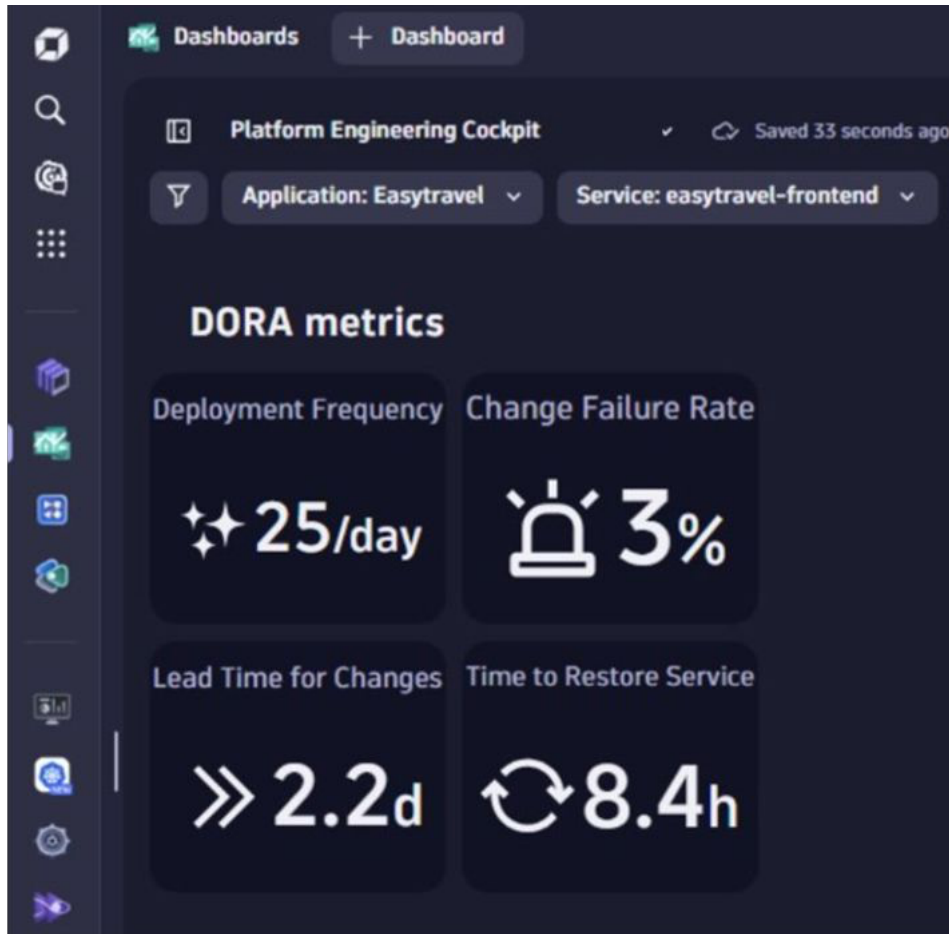 Dashboards + Dashboard
Platform Engineering Cockpit Saved 33 seconds ago
Application: Easytravel Service: easytravel-frontend
DORA metrics
Deployment Frequency Change Failure Rate
25/day 3%
Lead Time for Changes Time to Restore Service
2.2d 8.4h